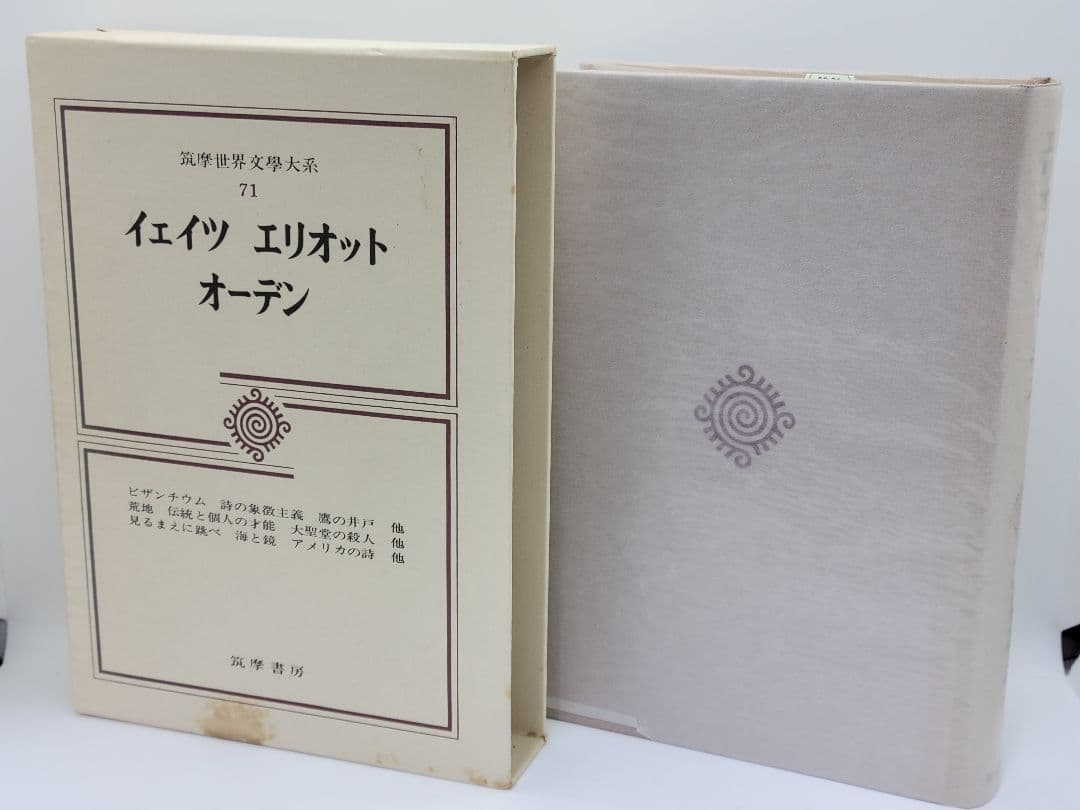 筑摩世界文學大系
71
イェイツ エリオット
オーデン
ビザンチウム 詩の象徴主義 鷹の井戸 他
荒地 伝統と個人の才能 大聖堂の殺人 他
見るまえに跳べ 海と鏡 アメリカの詩 他
筑摩書房